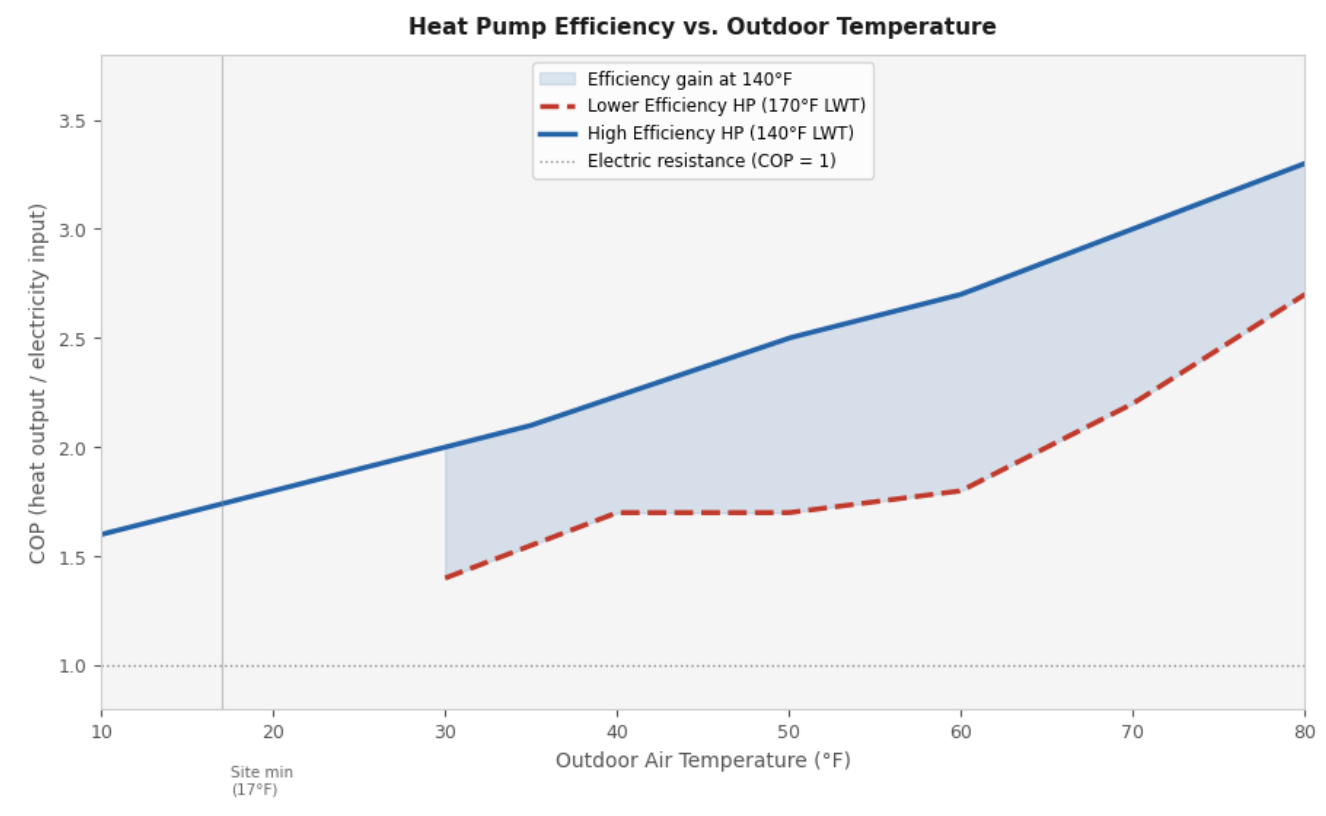 Heat Pump Efficiency vs. Outdoor Temperature
Efficiency gain at 140°F
Lower Efficiency HP (170°F LWT)
High Efficiency HP (140°F LWT)
Electric resistance (COP = 1)
COP (heat output / electricity input)
3.5
3.0
2.5
2.0
1.5
1.0
10 20 30 40 50 60 70 80
Outdoor Air Temperature (°F)
Site min
(17°F)